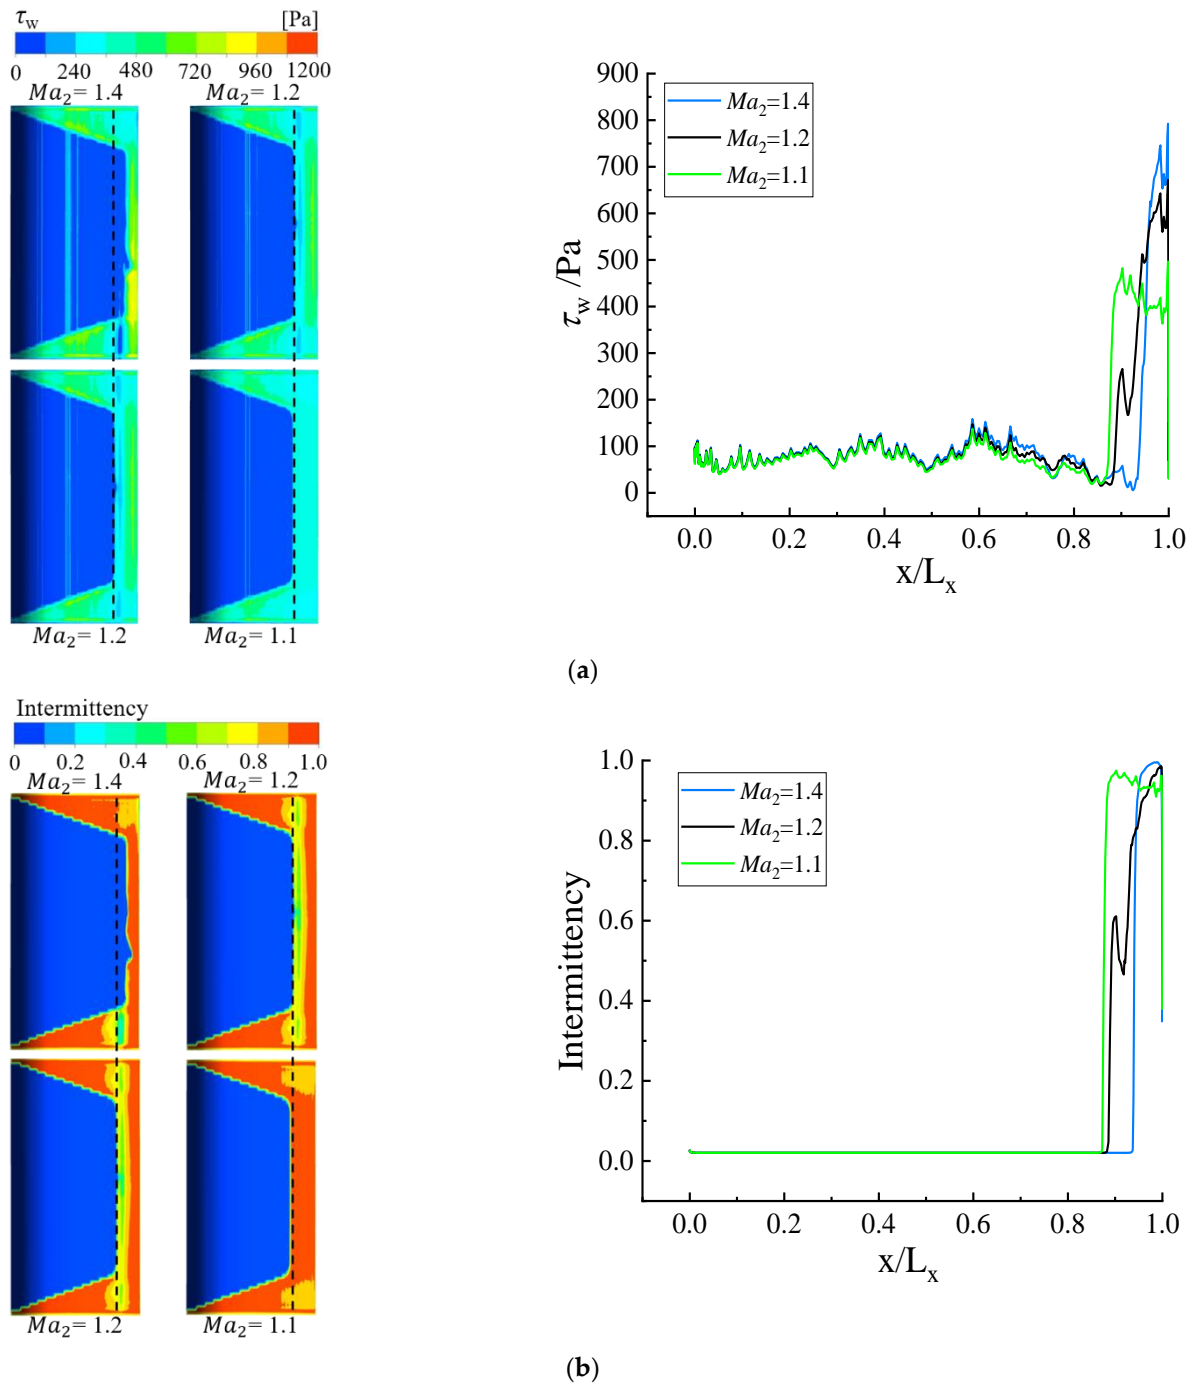 τw [Pa]
0 240 480 720 960 1200
Ma2= 1.4 Ma2= 1.2
Ma2= 1.2 Ma2= 1.1
900
800
700
600
500
400
300
200
100
0
τw /Pa
Ma2=1.4
Ma2=1.2
Ma2=1.1
0.0 0.2 0.4 0.6 0.8 1.0
x/Lx
(a)
Intermittency
0 0.2 0.4 0.6 0.8 1.0
Ma2= 1.4 Ma2= 1.2
Ma2= 1.2 Ma2= 1.1
1.0
0.8
0.6
0.4
0.2
0.0
Intermittency
Ma2=1.4
Ma2=1.2
Ma2=1.1
0.0 0.2 0.4 0.6 0.8 1.0
x/Lx
(b)